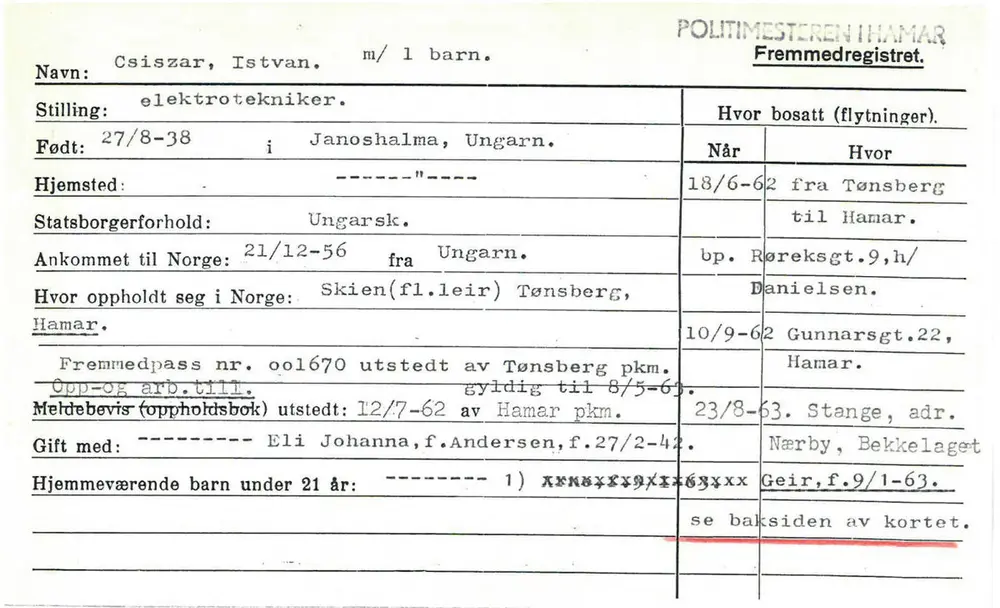 POLITIMESTEREN I HAMAR
Fremmedregistret.
Navn: Csiszar, Istvan. m/ 1 barn.
Stilling: elektrotekniker.
Født: 27/8-38 i Janoshalma, Ungarn.
Hjemsted: ------"----
Statsborgerforhold: Ungarsk.
Ankommet til Norge: 21/12-56 fra Ungarn.
Hvor oppholdt seg i Norge: Skien(fl.leir) Tønsberg,
Hamar.
Fremmedpass nr. oo1670 utstedt av Tønsberg pkm.
Opp-og arb.till. gyldig til 8/5-63.
Meldebevis (oppholdsbok) utstedt: 12/7-62 av Hamar pkm.
Gift med: --------- Eli Johanna,f.Andersen,f.27/2-42.
Hjemmeværende barn under 21 år: -------- 1) Geir,f.9/1-63.
Hvor bosatt (flytninger).
Når Hvor
18/6-62 fra Tønsberg
til Hamar.
bp. Røreksgt.9,h/
Danielsen.
10/9-62 Gunnarsgt.22,
Hamar.
23/8-63. Stange, adr.
Nærby, Bekkelaget
se baksiden av kortet.